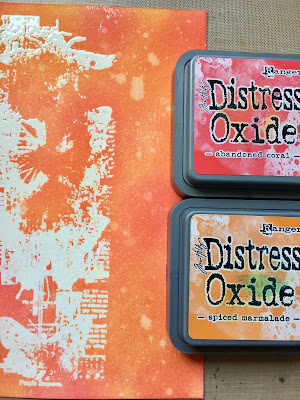 Ranger
Distress
Oxide
— abandoned coral —
Ranger
Distress
Oxide
— spiced marmalade —